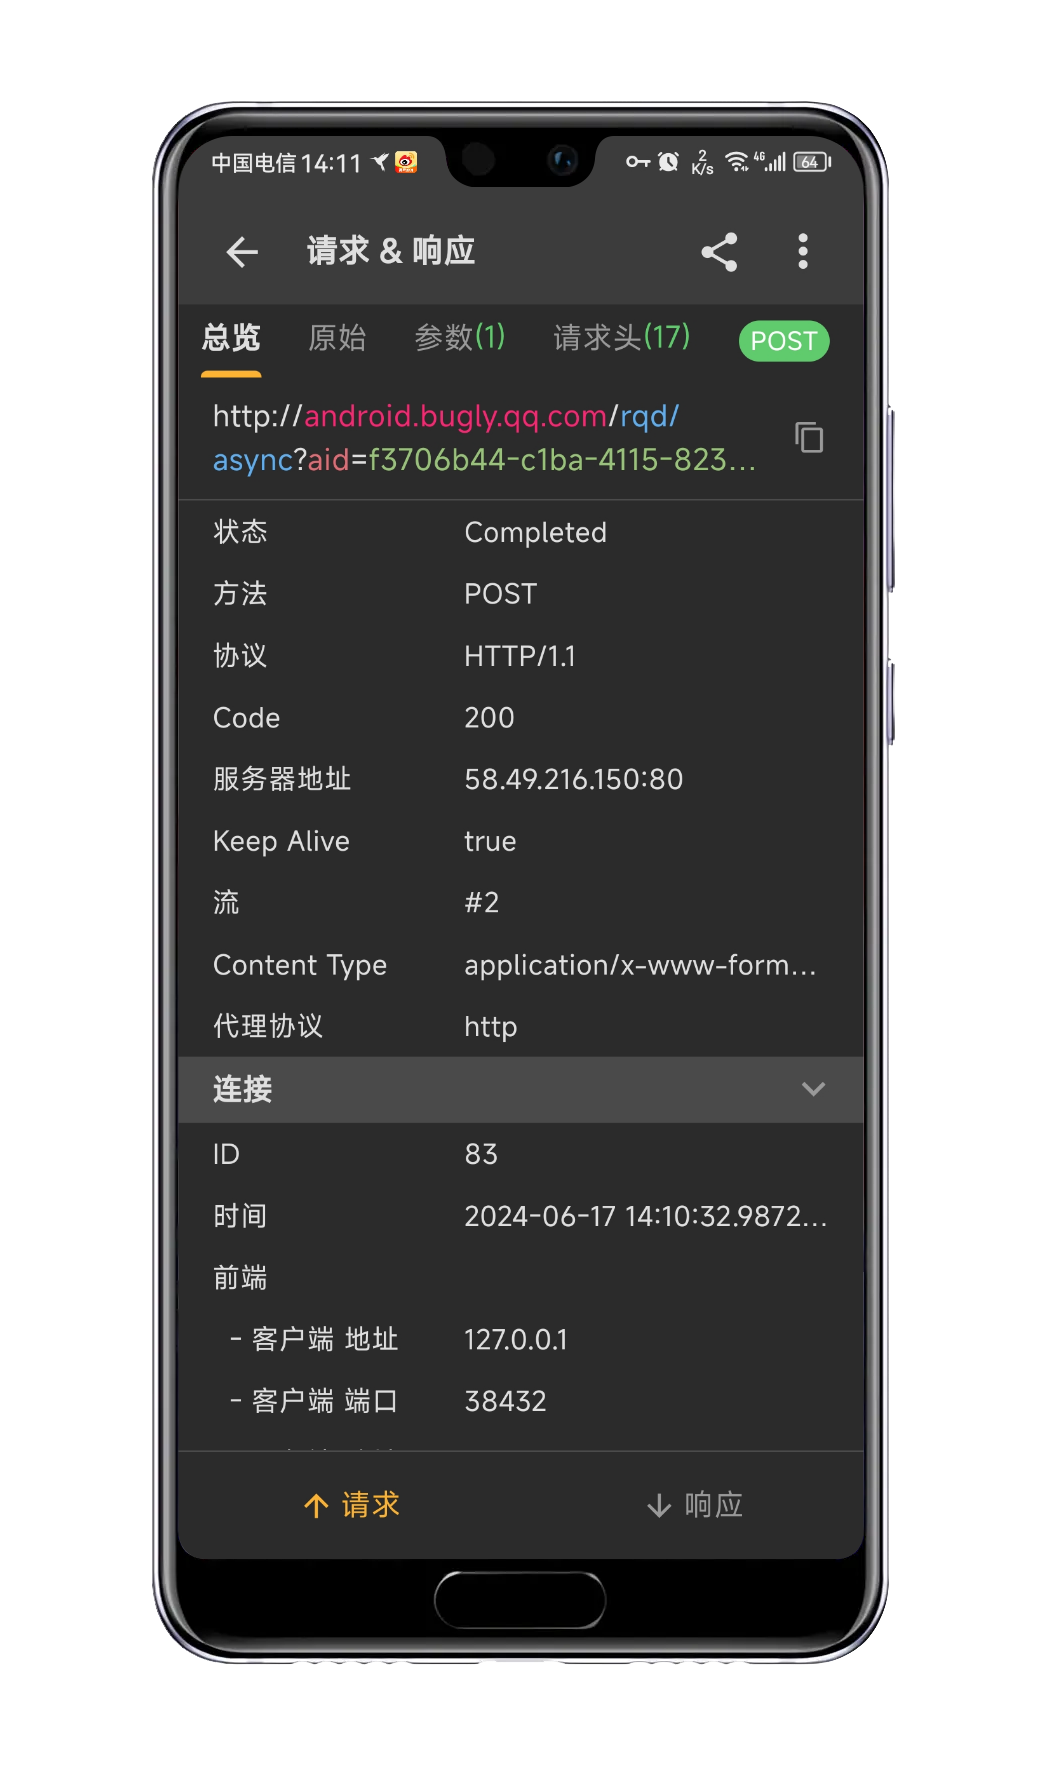 中国电信 14:11 2 K/s 4G 64
请求 & 响应
总览 原始 参数(1) 请求头(17) POST
http://android.bugly.qq.com/rqd/
async?aid=f3706b44-c1ba-4115-823...
状态 Completed
方法 POST
协议 HTTP/1.1
Code 200
服务器地址 58.49.216.150:80
Keep Alive true
流 #2
Content Type application/x-www-form...
代理协议 http
连接
ID 83
时间 2024-06-17 14:10:32.9872...
前端
- 客户端 地址 127.0.0.1
- 客户端 端口 38432
请求 响应